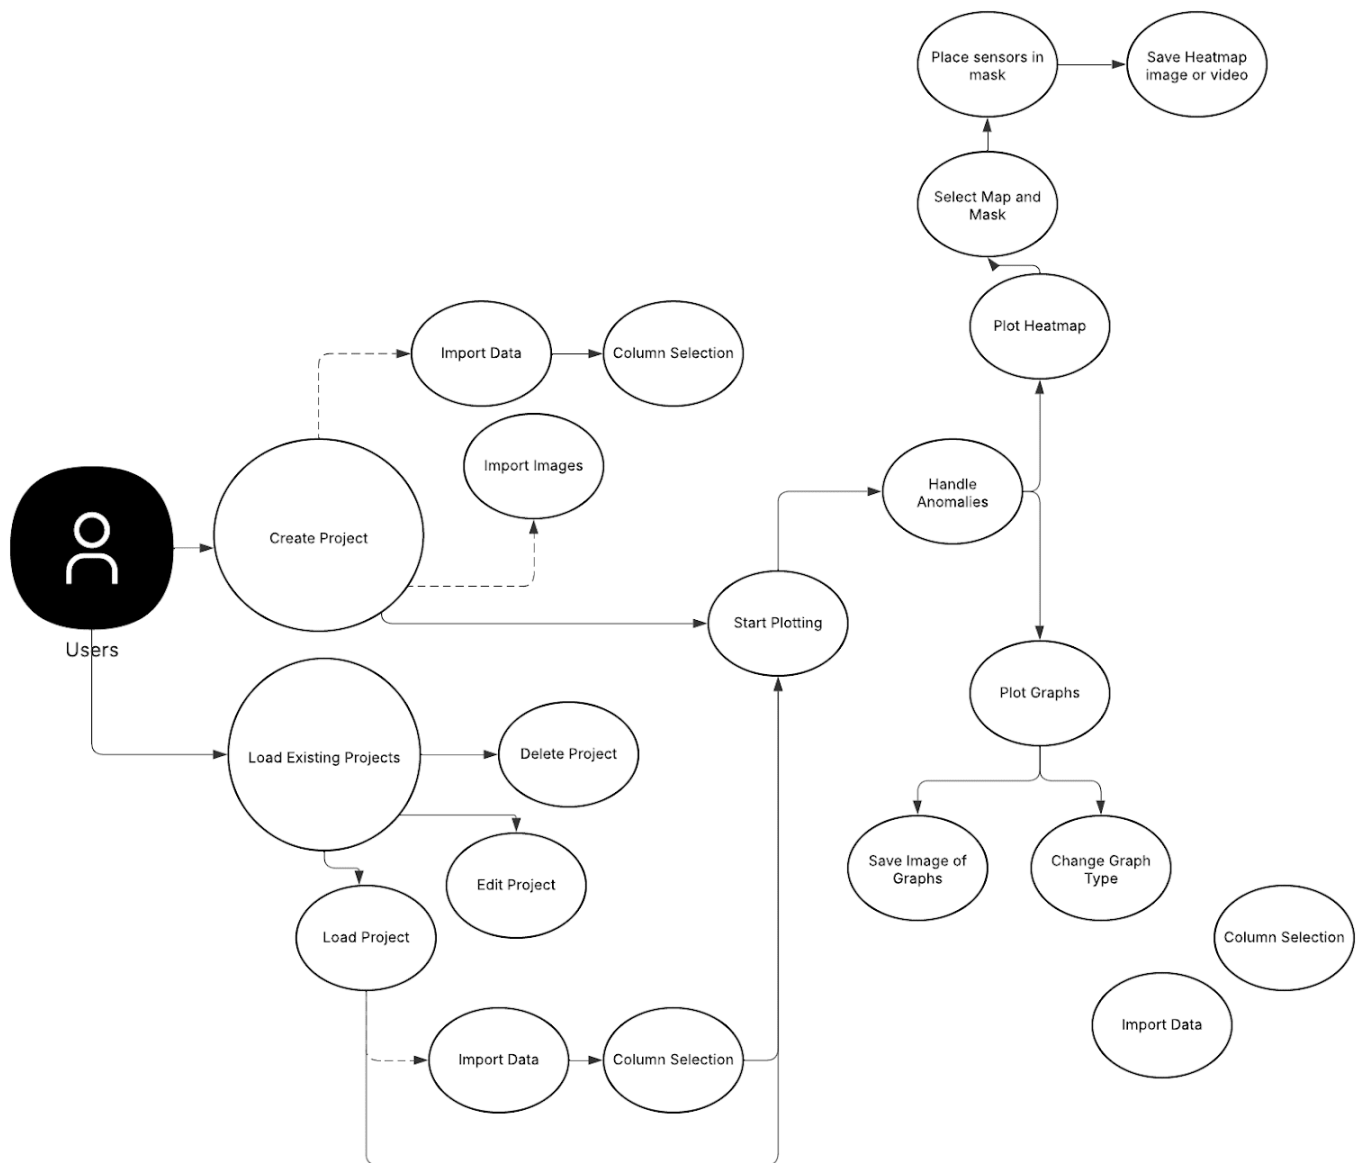 Place sensors in
mask
Save Heatmap
image or video
Select Map and
Mask
Plot Heatmap
Import Data
Column Selection
Import Images
Handle
Anomalies
Create Project
Start Plotting
Users
Plot Graphs
Load Existing Projects
Delete Project
Save Image of
Graphs
Change Graph
Type
Edit Project
Load Project
Column Selection
Import Data
Import Data
Column Selection